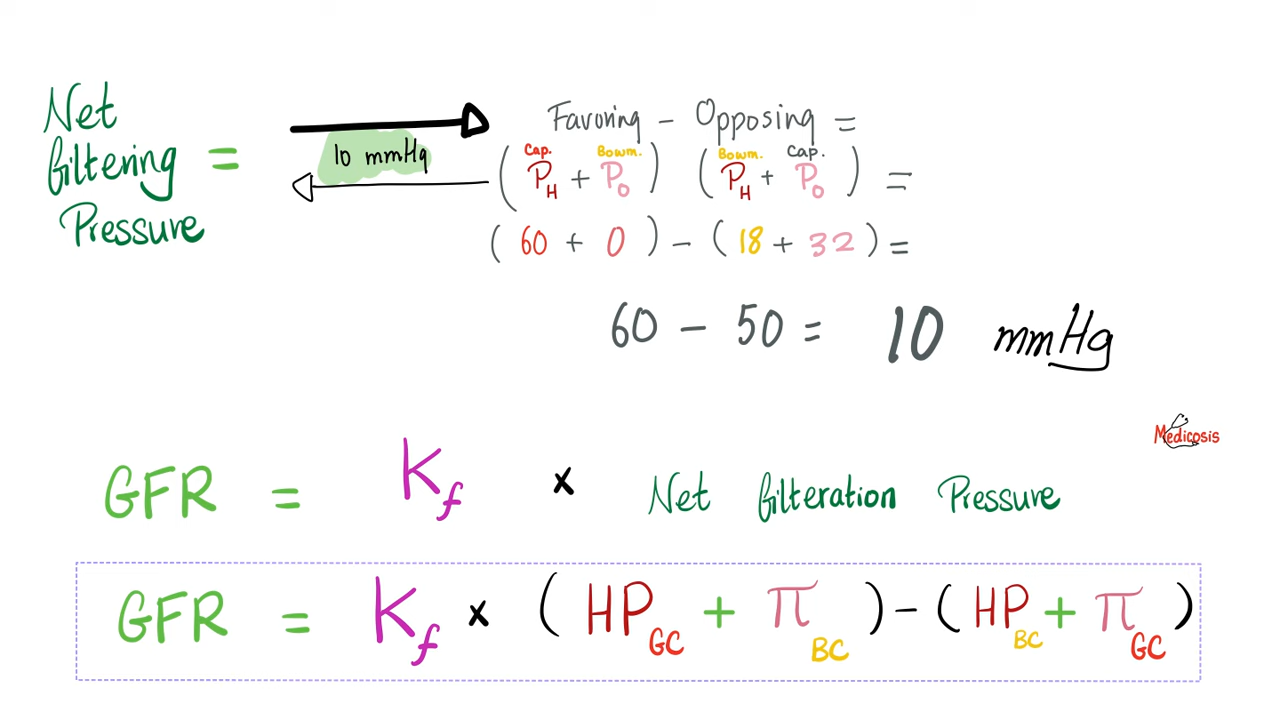 Net
filtering =
Pressure
10 mmHg
Favoring - Opposing =
Cap. Bowm. Bowm. Cap.
(P_H + P_O) (P_H + P_O) =
(60 + 0) - (18 + 32) =
60 - 50 = 10 mmHg
Medicosis
GFR = K_f x Net filteration Pressure
GFR = K_f x (HP_GC + π_BC) - (HP_BC + π_GC)